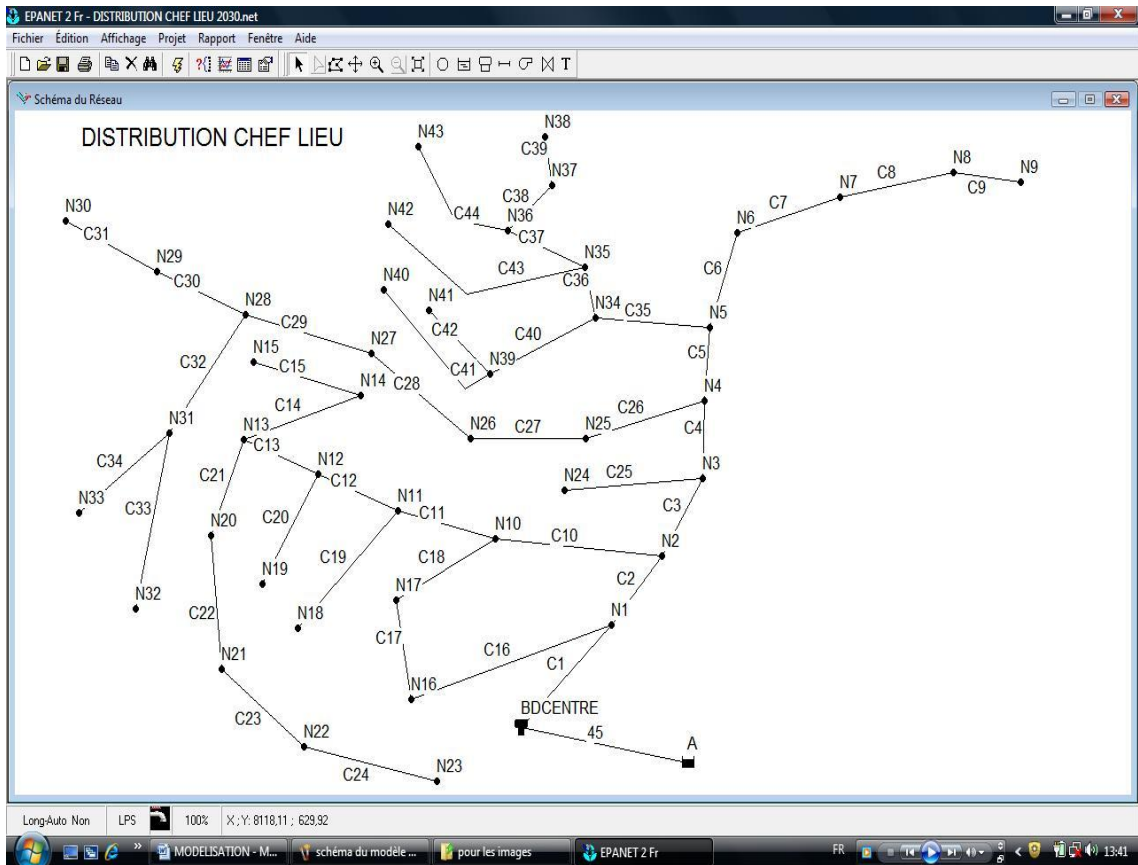 EPANET 2 Fr - DISTRIBUTION CHEF LIEU 2030.net
Fichier Édition Affichage Projet Rapport Fenêtre Aide
Schéma du Réseau
DISTRIBUTION CHEF LIEU
N43
N38
C39
N37
N8
C8
N9
C9
N7
C38
N30
C31
N42
C44
N36
C37
N6
C7
N29
C30
N35
C43
C36
C6
N40
N41
N28
C29
N34
C35
N5
C42
C40
C32
N15
C15
N27
C41
N39
C5
N14
C28
N4
C14
C26
N31
N13
C13
N26
C27
N25
C4
C34
N12
N3
C21
C12
N24
C25
N33
C33
C20
N11
C11
C3
N20
N10
C10
N2
C19
C18
N19
C2
N32
N17
C22
N18
N1
C17
C16
N21
C1
N16
BDCENTRE
C23
45
N22
A
C24
N23
Long-Auto Non LPS 100% X ; Y: 8118,11 ; 629,92
MODELISATION - M... schéma du modèle ... pour les images EPANET 2 Fr FR 13:41